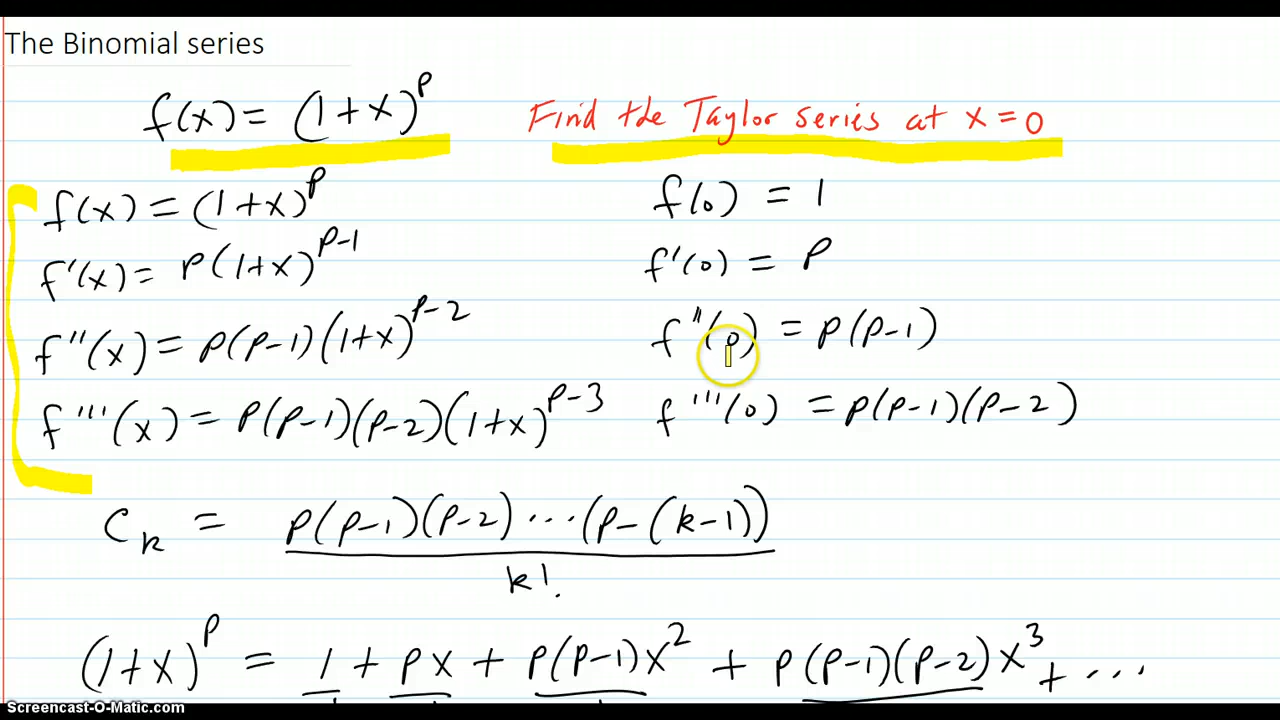 The Binomial series
f(x) = (1+x)^p Find the Taylor series at x = 0
f(x) = (1+x)^p f(0) = 1
f'(x) = p(1+x)^{p-1} f'(0) = p
f''(x) = p(p-1)(1+x)^{p-2} f''(0) = p(p-1)
f'''(x) = p(p-1)(p-2)(1+x)^{p-3} f'''(0) = p(p-1)(p-2)
C_k = p(p-1)(p-2)...(p-(k-1))
k!
(1+x)^p = 1 + px + p(p-1)x^2 + p(p-1)(p-2)x^3 + ...
Screencast-O-Matic.com